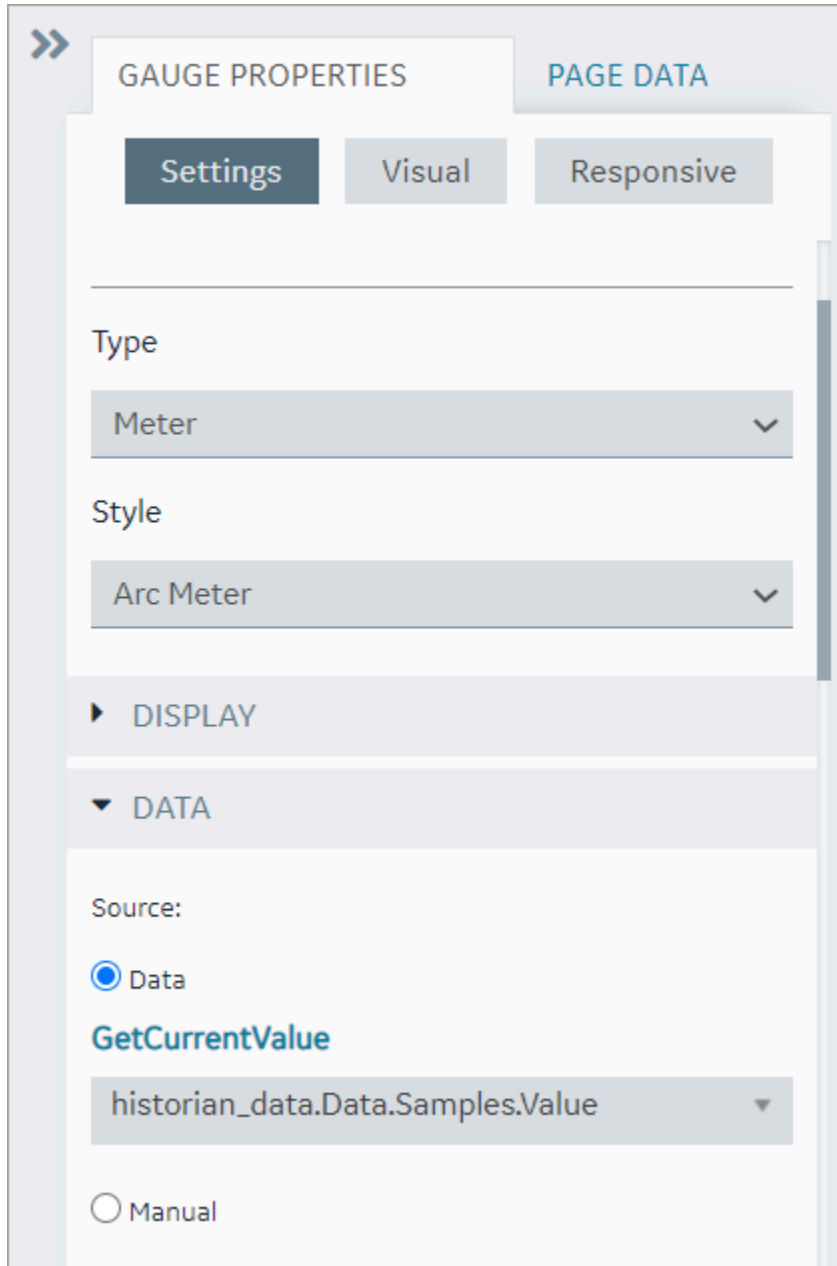 GAUGE PROPERTIES PAGE DATA
Settings Visual Responsive
Type
Meter
Style
Arc Meter
DISPLAY
DATA
Source:
Data
GetCurrentValue
historian_data.Data.Samples.Value
Manual